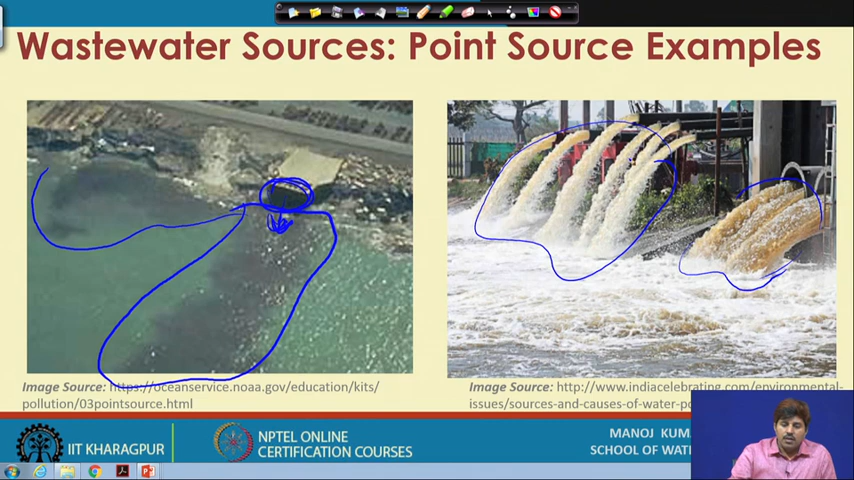 Wastewater Sources: Point Source Examples
Image Source: https://oceanservice.noaa.gov/education/kits/
pollution/03pointsource.html
Image Source: http://www.indiacelebrating.com/environmental-
issues/sources-and-causes-of-water-po
IIT KHARAGPUR
NPTEL ONLINE
CERTIFICATION COURSES
MANOJ KUM
SCHOOL OF WAT